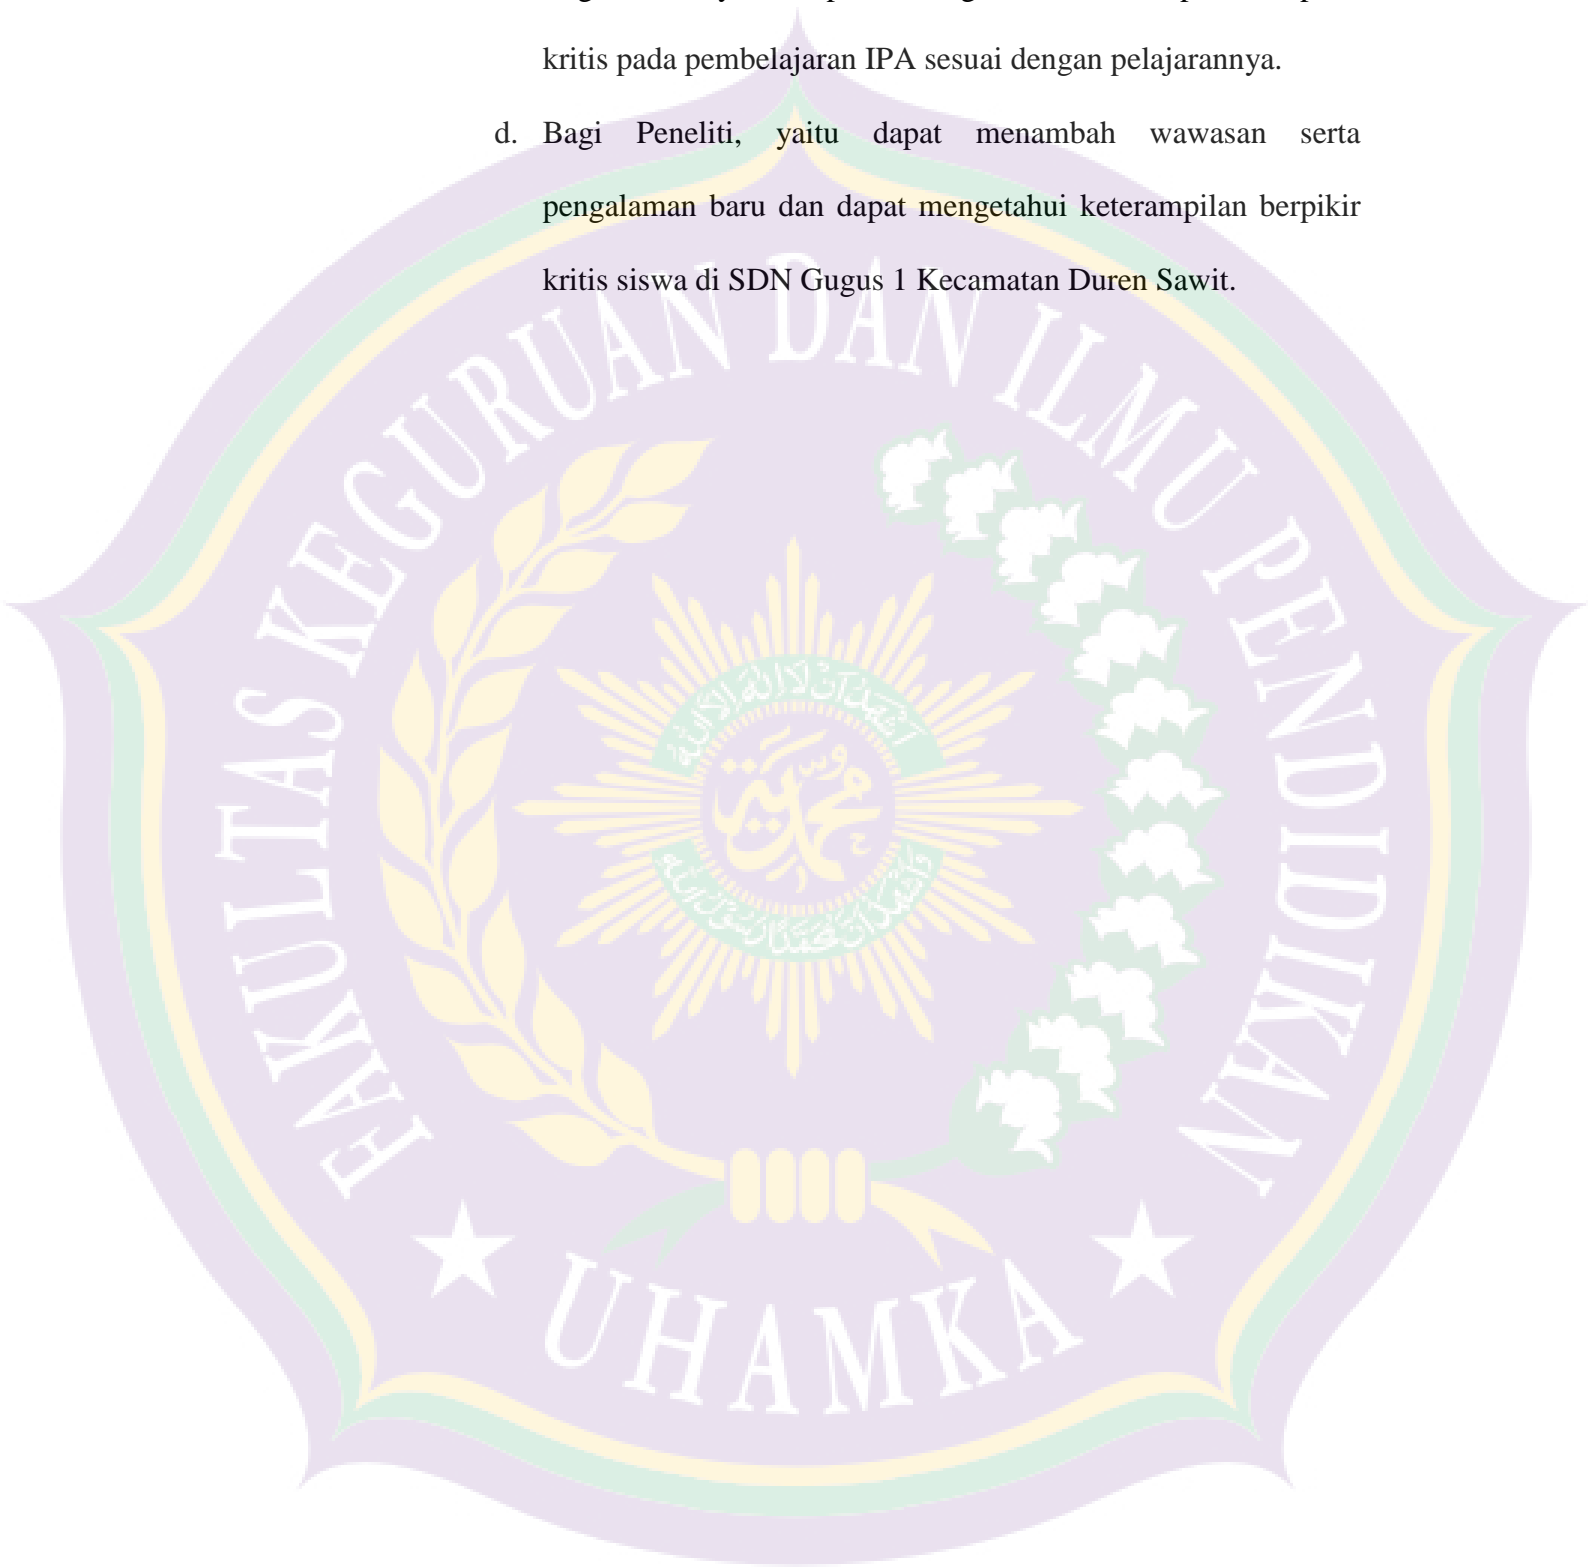 kritis pada pembelajaran IPA sesuai dengan pelajarannya.
d. Bagi Peneliti, yaitu dapat menambah wawasan serta
pengalaman baru dan dapat mengetahui keterampilan berpikir
kritis siswa di SDN Gugus 1 Kecamatan Duren Sawit.
FAKULTAS KEGURUAN DAN ILMU PENDIDIKAN
محمدية
UHAMKA